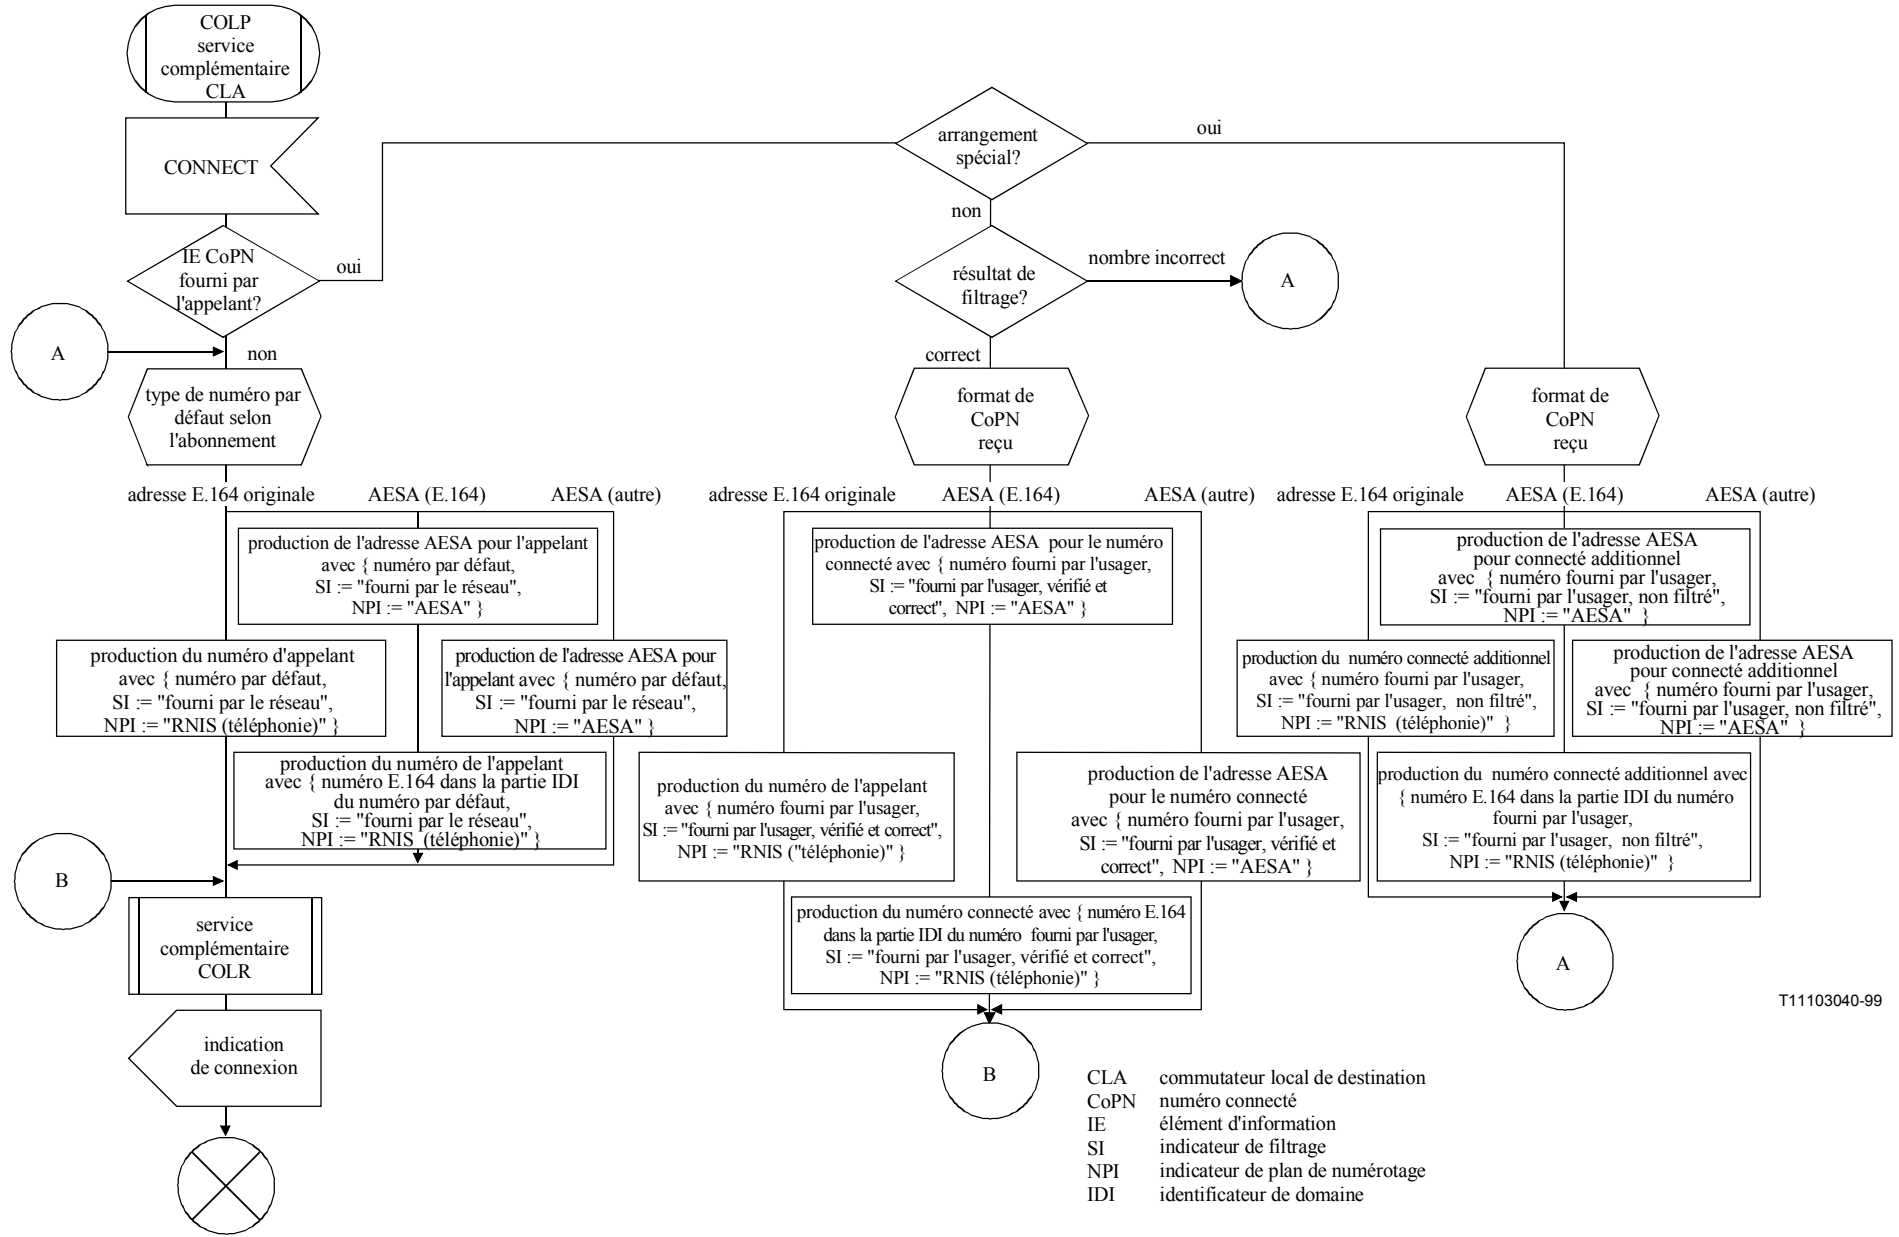 COLP
service
complémentaire
CLA
CONNECT
IE CoPN
fourni par
l'appelant?
oui
A
non
type de numéro par
défaut selon
l'abonnement
adresse E.164 originale
AESA (E.164)
AESA (autre)
production de l'adresse AESA pour l'appelant
avec { numéro par défaut,
SI := "fourni par le réseau",
NPI := "AESA" }
production du numéro d'appelant
avec { numéro par défaut,
SI := "fourni par le réseau"
NPI := "RNIS (téléphonie)" }
production de l'adresse AESA pour
l'appelant avec { numéro par défaut,
SI := "fourni par le réseau",
NPI := "AESA" }
production du numéro de l'appelant
avec { numéro E.164 dans la partie IDI
du numéro par défaut,
SI := "fourni par le réseau",
NPI := "RNIS (téléphonie)" }
B
service
complémentaire
COLR
indication
de connexion
arrangement
spécial?
oui
non
résultat de
filtrage?
nombre incorrect
A
correct
format de
CoPN
reçu
adresse E.164 originale
AESA (E.164)
AESA (autre)
production de l'adresse AESA pour le numéro
connecté avec { numéro fourni par l'usager,
SI := "fourni par l'usager, vérifié et
correct", NPI := "AESA" }
production du numéro de l'appelant
avec { numéro fourni par l'usager,
SI := "fourni par l'usager, vérifié et correct",
NPI := "RNIS ("téléphonie)" }
production de l'adresse AESA
pour le numéro connecté
avec { numéro fourni par l'usager,
SI := "fourni par l'usager, vérifié et
correct", NPI := "AESA" }
production du numéro connecté avec { numéro E.164
dans la partie IDI du numéro fourni par l'usager,
SI := "fourni par l'usager, vérifié et correct",
NPI := "RNIS (téléphonie)" }
B
format de
CoPN
reçu
adresse E.164 originale
AESA (E.164)
AESA (autre)
production de l'adresse AESA
pour connecté additionnel
avec { numéro fourni par l'usager,
SI := "fourni par l'usager, non filtré",
NPI := "AESA" }
production du numéro connecté additionnel
avec { numéro fourni par l'usager,
SI := "fourni par l'usager, non filtré",
NPI := "RNIS (téléphonie)" }
production de l'adresse AESA
pour connecté additionnel
avec { numéro fourni par l'usager,
SI := "fourni par l'usager, non filtré",
NPI := "AESA" }
production du numéro connecté additionnel avec
{ numéro E.164 dans la partie IDI du numéro
fourni par l'usager,
SI := "fourni par l'usager, non filtré",
NPI := "RNIS (téléphonie)" }
A
T11103040-99
CLA commutateur local de destination
CoPN numéro connecté
IE élément d'information
SI indicateur de filtrage
NPI indicateur de plan de numérotage
IDI identificateur de domaine